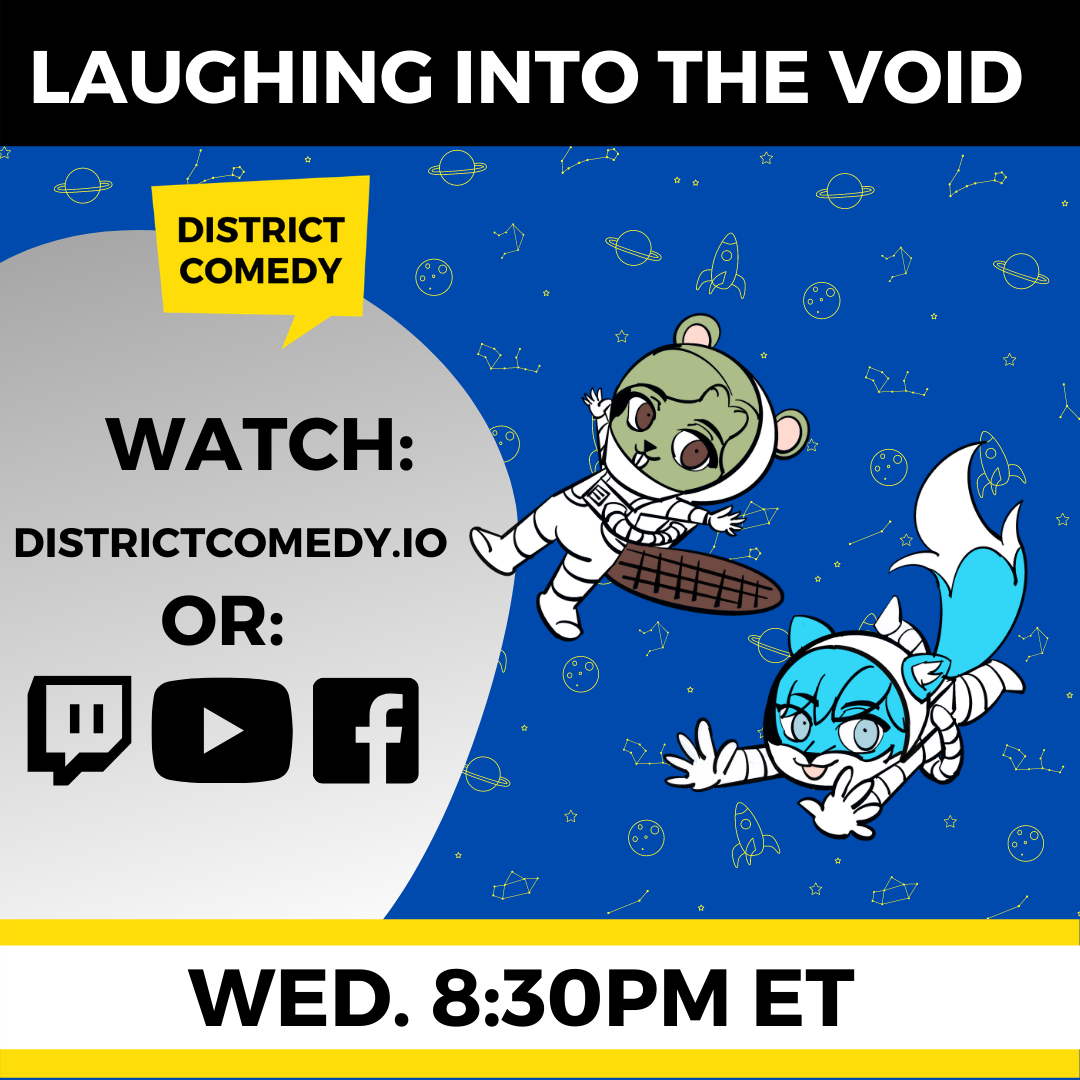 LAUGHING INTO THE VOID
DISTRICT
COMEDY
WATCH:
DISTRICTCOMEDY.IO
OR:
WED. 8:30PM ET